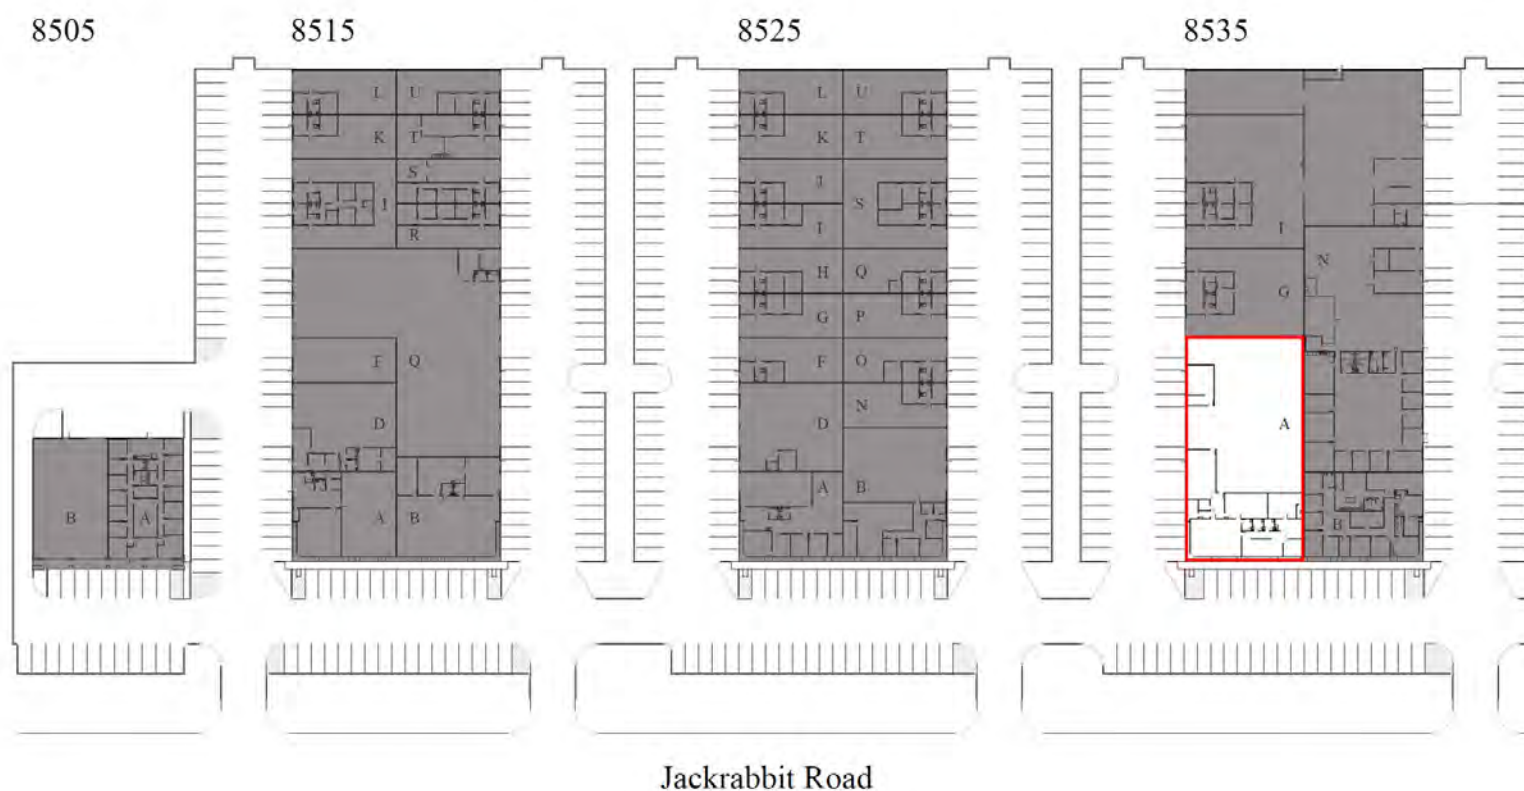 8505 8515 8525 8535
L U L U
K T K T
S J
I S
R I I
H Q N
G P G
F Q F O
N
D D A
A B
B A A B B
Jackrabbit Road